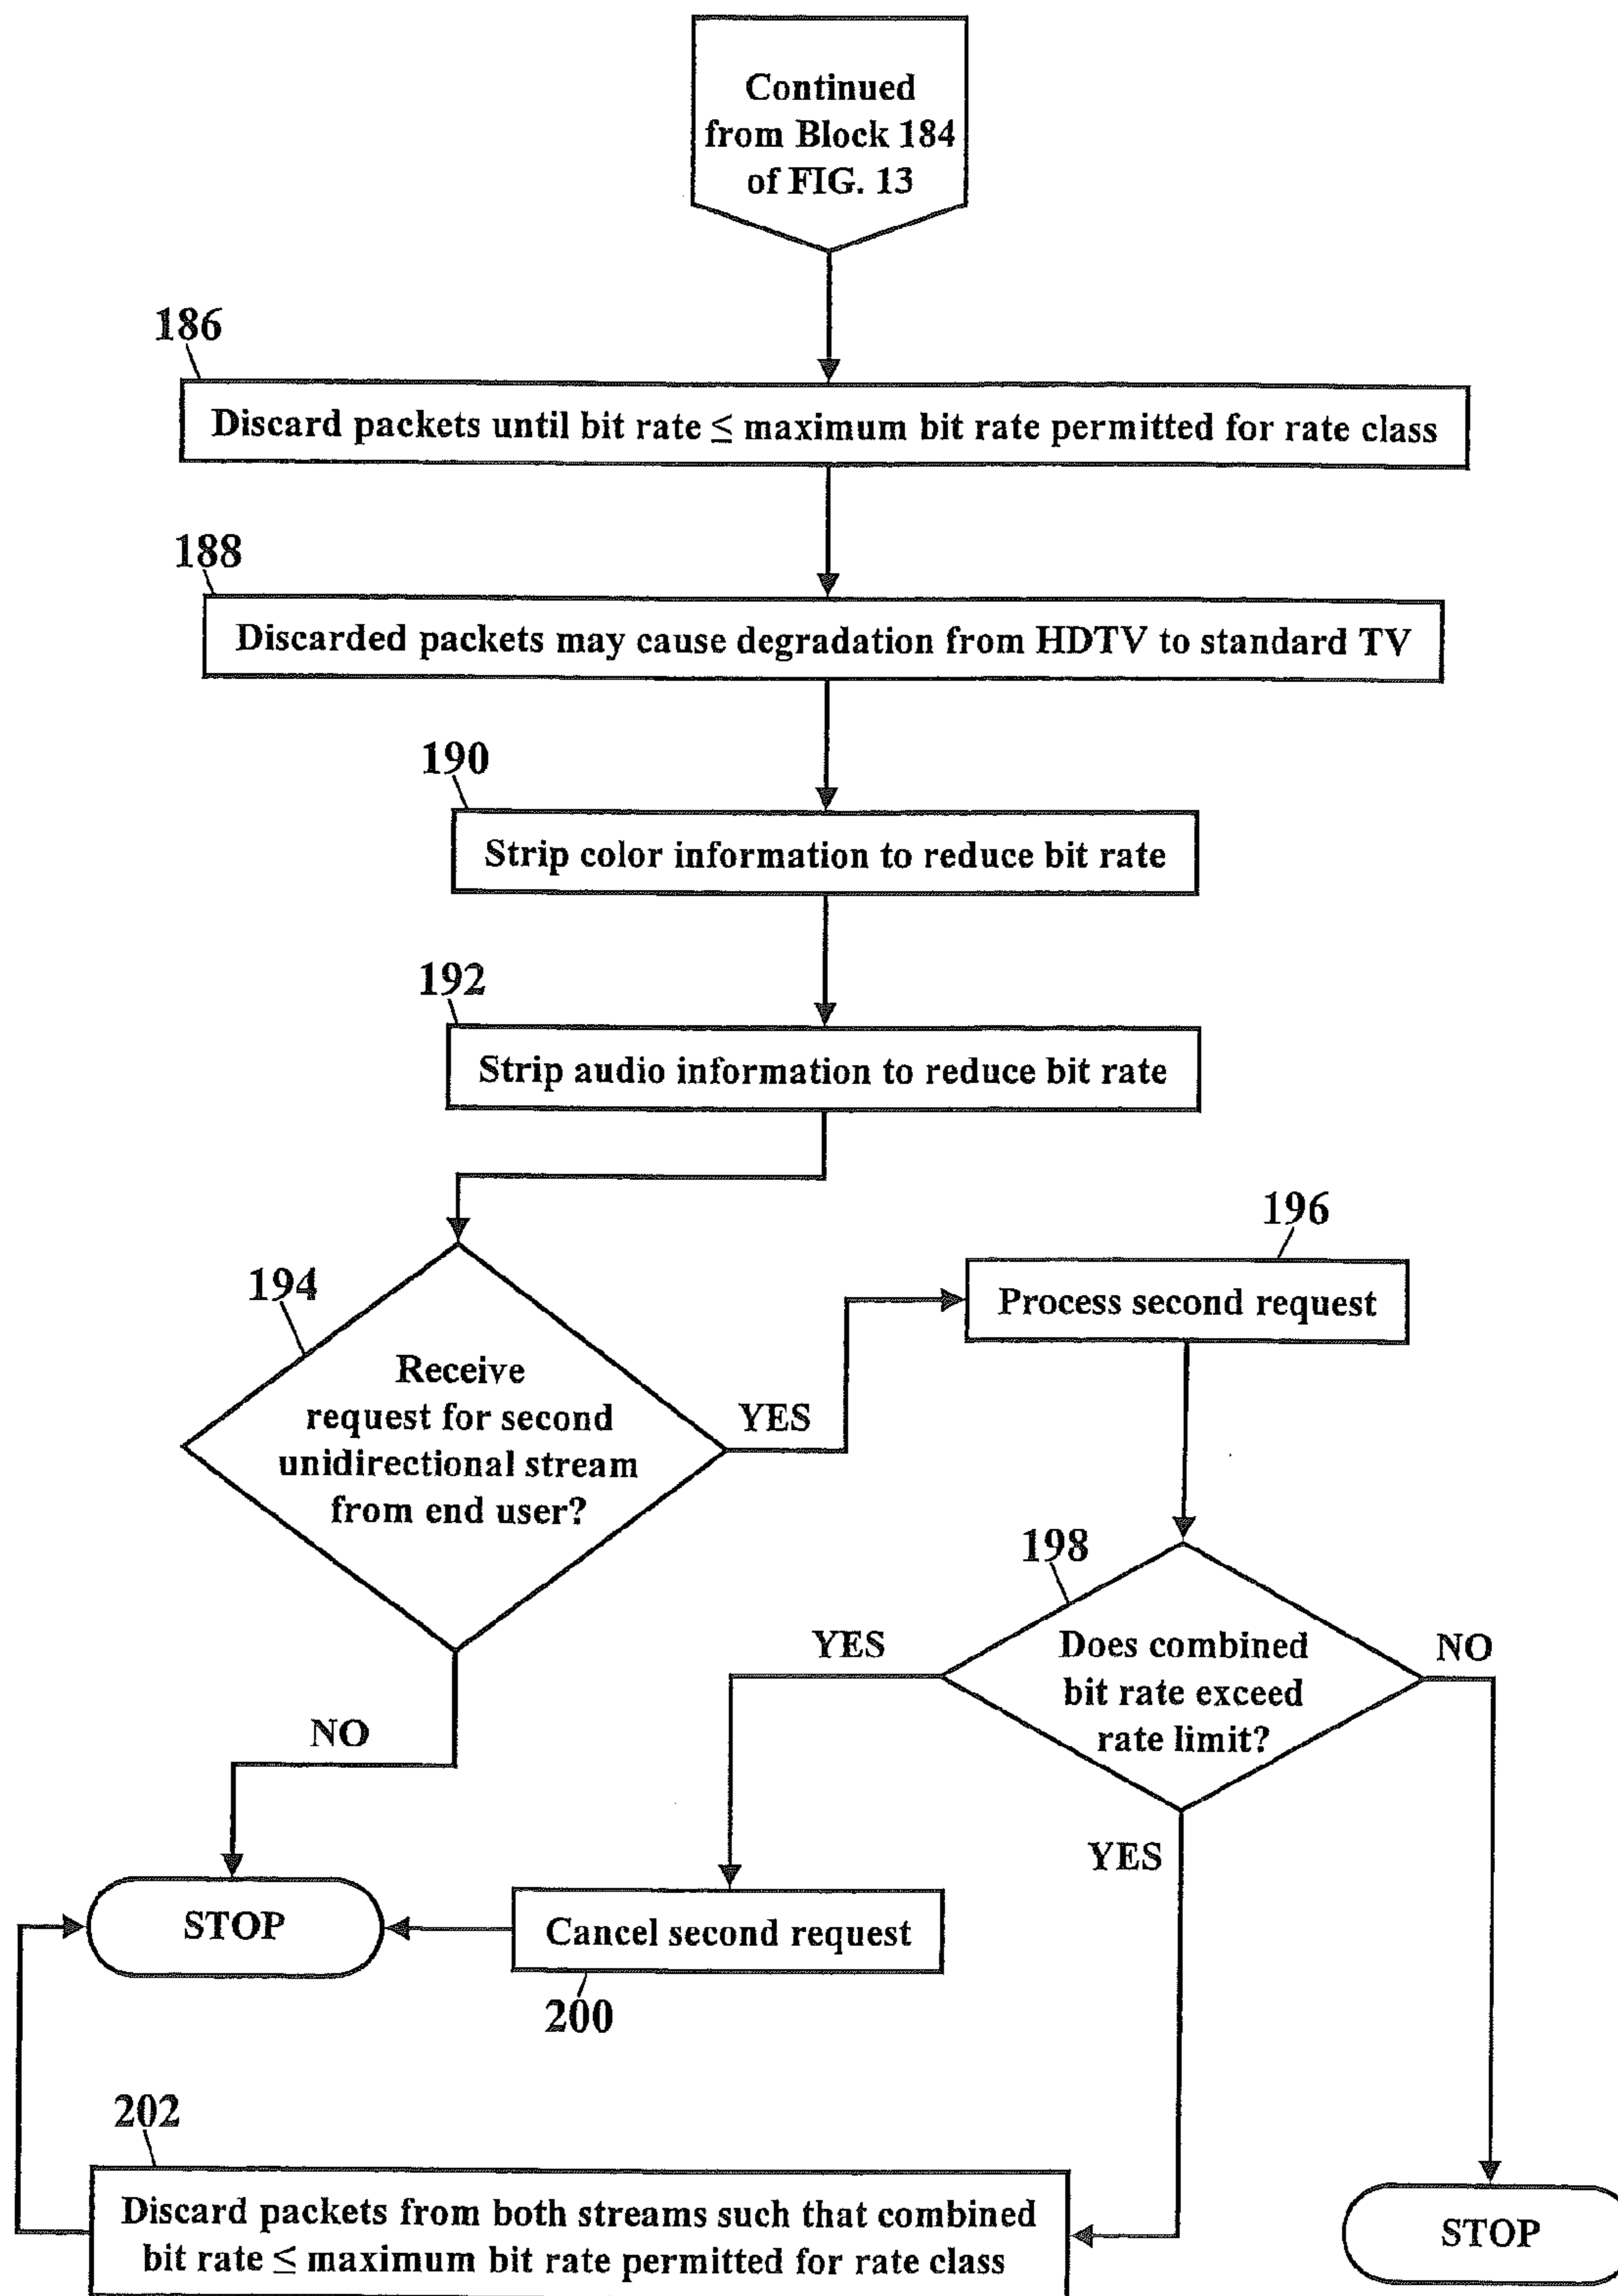 Continued
from Block 184
of FIG. 13
186
Discard packets until bit rate ≤ maximum bit rate permitted for rate class
188
Discarded packets may cause degradation from HDTV to standard TV
190
Strip color information to reduce bit rate
192
Strip audio information to reduce bit rate
194
Receive
request for second
unidirectional stream
from end user?
YES
NO
196
Process second request
198
Does combined
bit rate exceed
rate limit?
YES
NO
YES
STOP
Cancel second request
200
202
Discard packets from both streams such that combined
bit rate ≤ maximum bit rate permitted for rate class
STOP